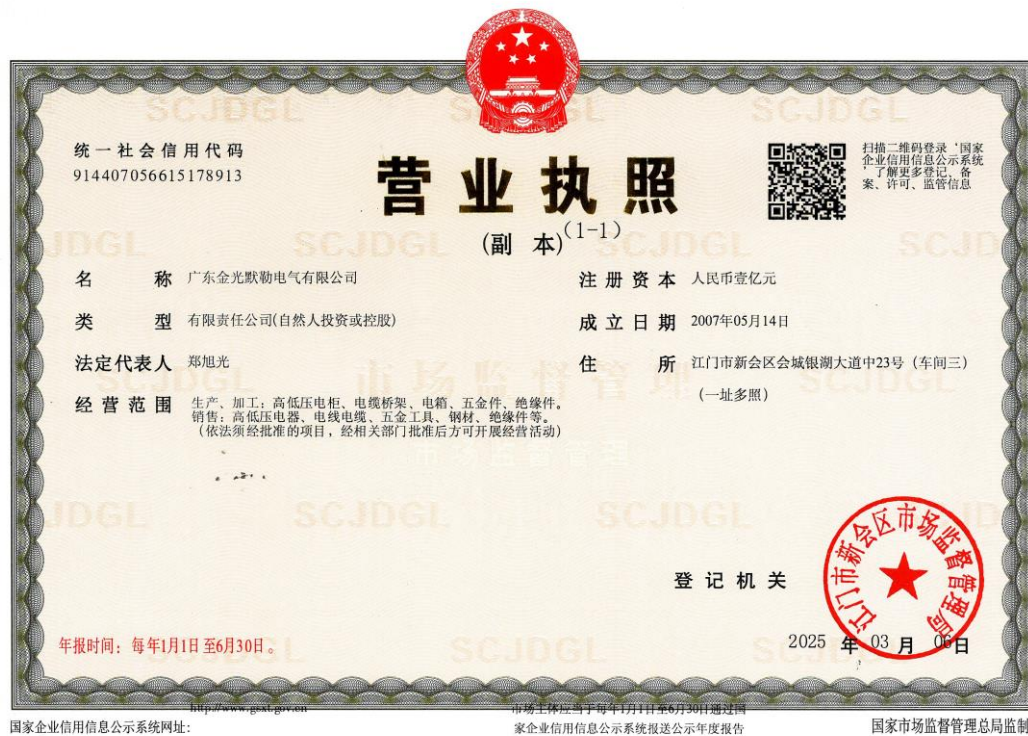 统一社会信用代码
914407056615178913
营业执照
(副 本)(1-1)
扫描二维码登录‘国家
企业信用信息公示系统
’了解更多登记、备
案、许可、监管信息
名 称 广东金光默勒电气有限公司
注册资本 人民币壹亿元
类 型 有限责任公司(自然人投资或控股)
成立日期 2007年05月14日
法定代表人 郑旭光
住 所 江门市新会区会城银湖大道中23号（车间三）
（一址多照）
经营范围 生产、加工：高低压电柜、电缆桥架、电箱、五金件、绝缘件。
销售：高低压电器、电线电缆、五金工具、钢材、绝缘件等。
（依法须经批准的项目，经相关部门批准后方可开展经营活动）
SCJDGL
市场监督管理
登记机关
江门市新会区市场监督管理局
2025 年 03 月 06日
年报时间：每年1月1日至6月30日。
http://www.gsxt.gov.cn
国家企业信用信息公示系统网址:
市场主体应当于每年1月1日至6月30日通过国
家企业信用信息公示系统报送公示年度报告
国家市场监督管理总局监制